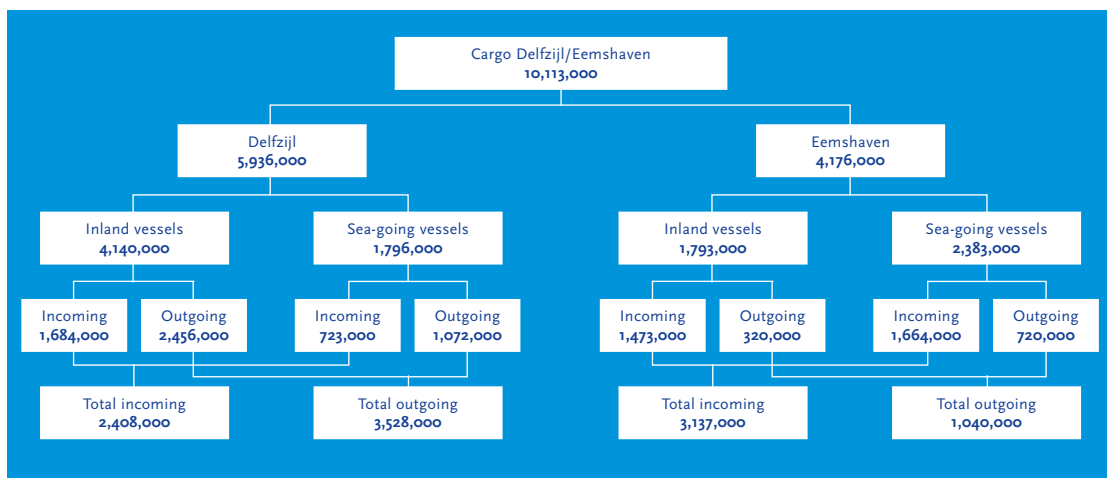 Cargo Delfzijl/Eemshaven
10,113,000
Delfzijl
5,936,000
Eemshaven
4,176,000
Inland vessels
4,140,000
Sea-going vessels
1,796,000
Inland vessels
1,793,000
Sea-going vessels
2,383,000
Incoming
1,684,000
Outgoing
2,456,000
Incoming
723,000
Outgoing
1,072,000
Incoming
1,473,000
Outgoing
320,000
Incoming
1,664,000
Outgoing
720,000
Total incoming
2,408,000
Total outgoing
3,528,000
Total incoming
3,137,000
Total outgoing
1,040,000